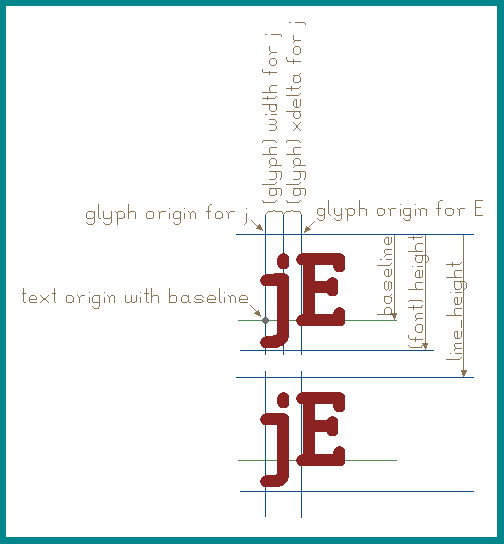 (glyph) width for j
(glyph) xdelta for j
glyph origin for j
glyph origin for E
text origin with baseline
baseline
(font) height
line_height
jE
jE